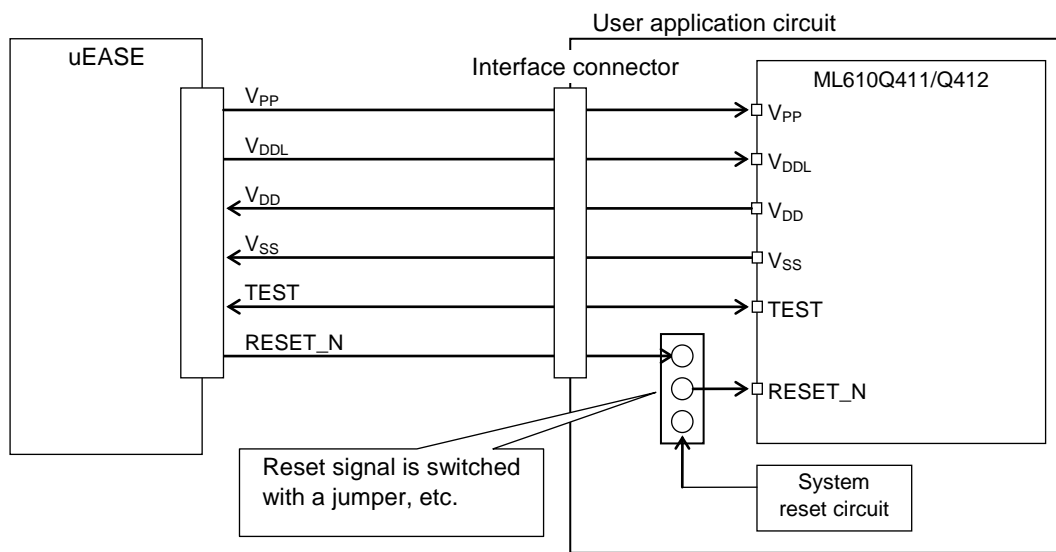 User application circuit
uEASE
Interface connector
ML610Q411/Q412
VPP
VPP
VDDL
VDDL
VDD
VDD
VSS
VSS
TEST
TEST
RESET_N
RESET_N
Reset signal is switched
with a jumper, etc.
System
reset circuit